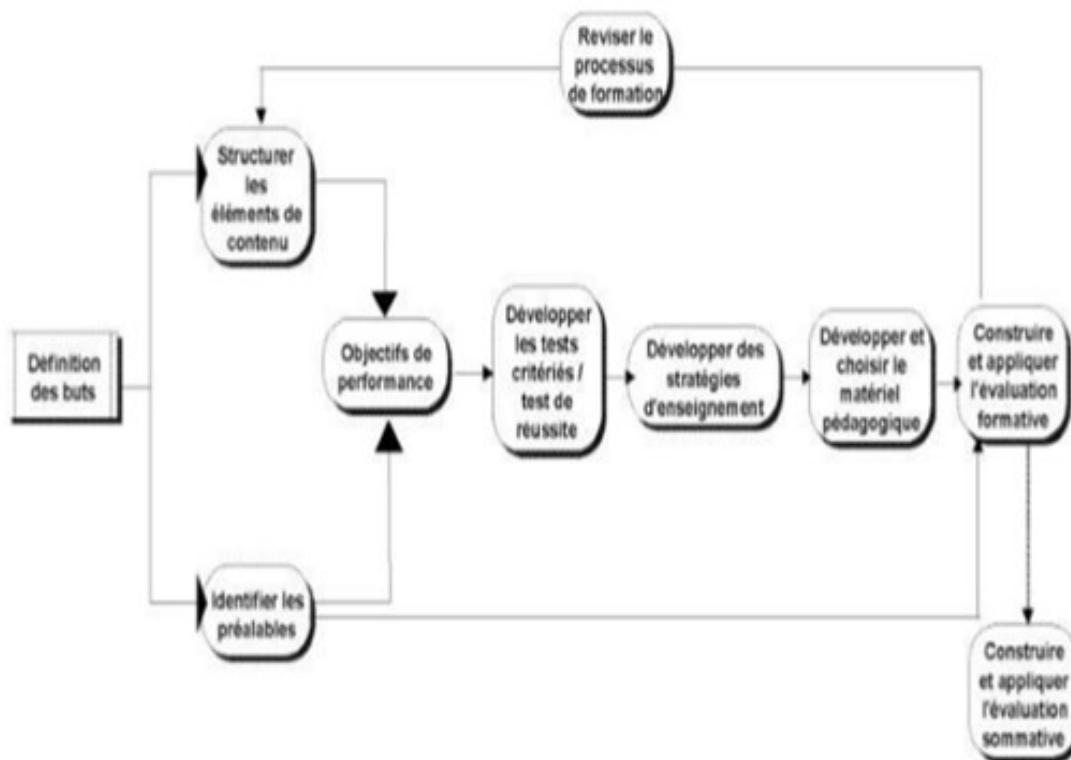 Reviser le
processus
de formation
Structurer
les
éléments de
contenu
Définition
des buts
Objectifs de
performance
Développer
les tests
critériés /
test de
réussite
Développer des
stratégies
d'enseignement
Développer et
choisir le
matériel
pédagogique
Construire
et appliquer
l'évaluation
formative
Identifier les
préalables
Construire
et appliquer
l'évaluation
sommative